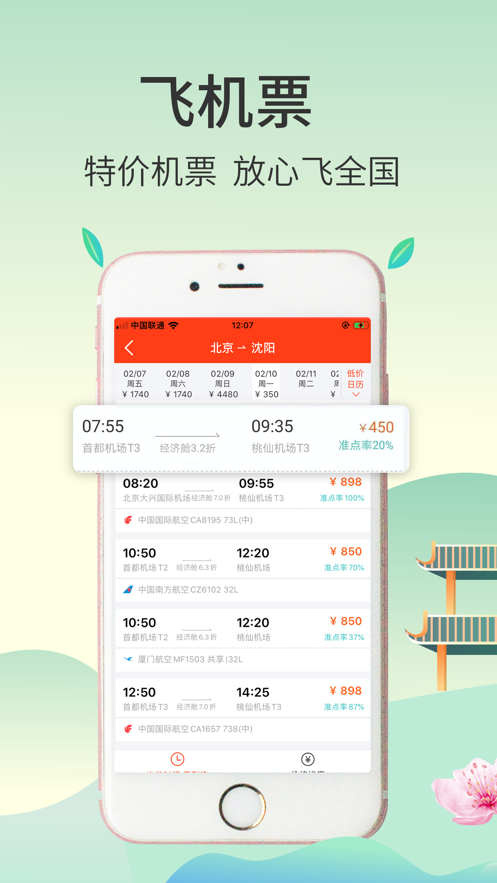 飞机票
特价机票 放心飞全国
中国联通 12:07
北京 沈阳
02/07 02/08 02/09 02/10 02/11 低价
周五 周六 周日 周一 周二 日历
¥ 1740 ¥ 1740 ¥ 4480 ¥ 350
07:55 09:35 ¥450
首都机场T3 经济舱3.2折 桃仙机场T3 准点率20%
08:20 09:55 ¥ 898
北京大兴国际机场 经济舱7.0折 桃仙机场T3 准点率100%
中国国际航空CA8195 73L(中)
10:50 12:20 ¥ 850
首都机场T2 经济舱6.3折 桃仙机场 准点率70%
中国南方航空CZ6102 32L
10:50 12:20 ¥ 850
首都机场T3 经济舱6.3折 桃仙机场 准点率37%
厦门航空MF1503 共享|32L
12:50 14:25 ¥ 898
首都机场T3 经济舱7.0折 桃仙机场T3 准点率87%
中国国际航空CA1657 738(中)